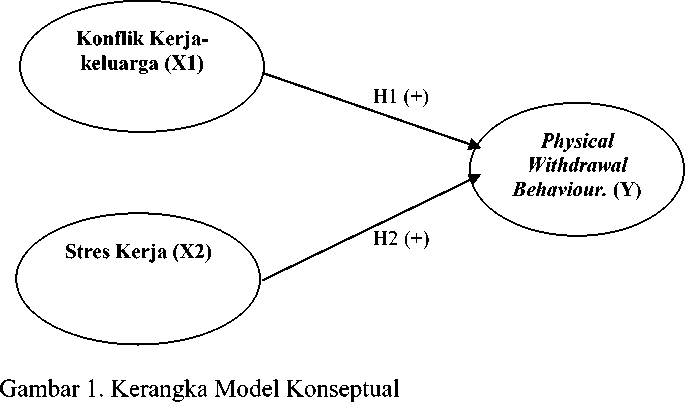 Konflik Kerja-
keluarga (X1)
H1 (+)
Physical
Withdrawal
Behaviour. (Y)
Stres Kerja (X2)
H2 (+)
Gambar 1. Kerangka Model Konseptual